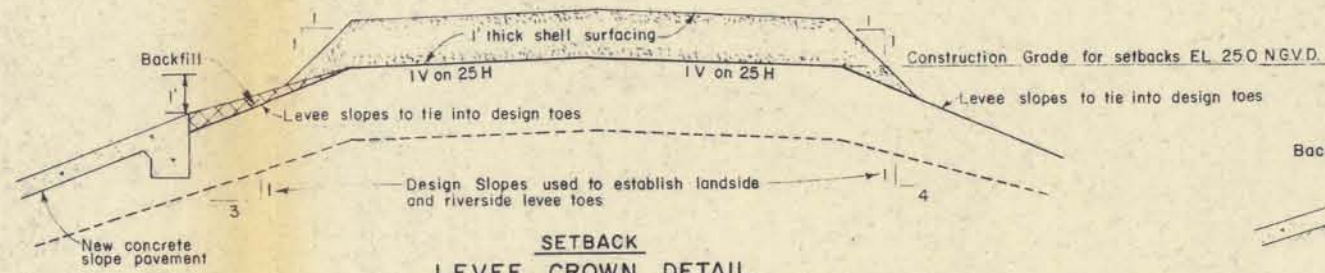 1
1
1' thick shell surfacing
1
1
Backfill
1'
1V on 25H
1V on 25H
Construction Grade for setbacks EL 25.0 N.G.V.D.
Levee slopes to tie into design toes
Levee slopes to tie into design toes
Bac
1
3
Design Slopes used to establish landside
and riverside levee toes
1
4
New concrete
slope pavement
SETBACK
LEVEE CROWN DETAIL